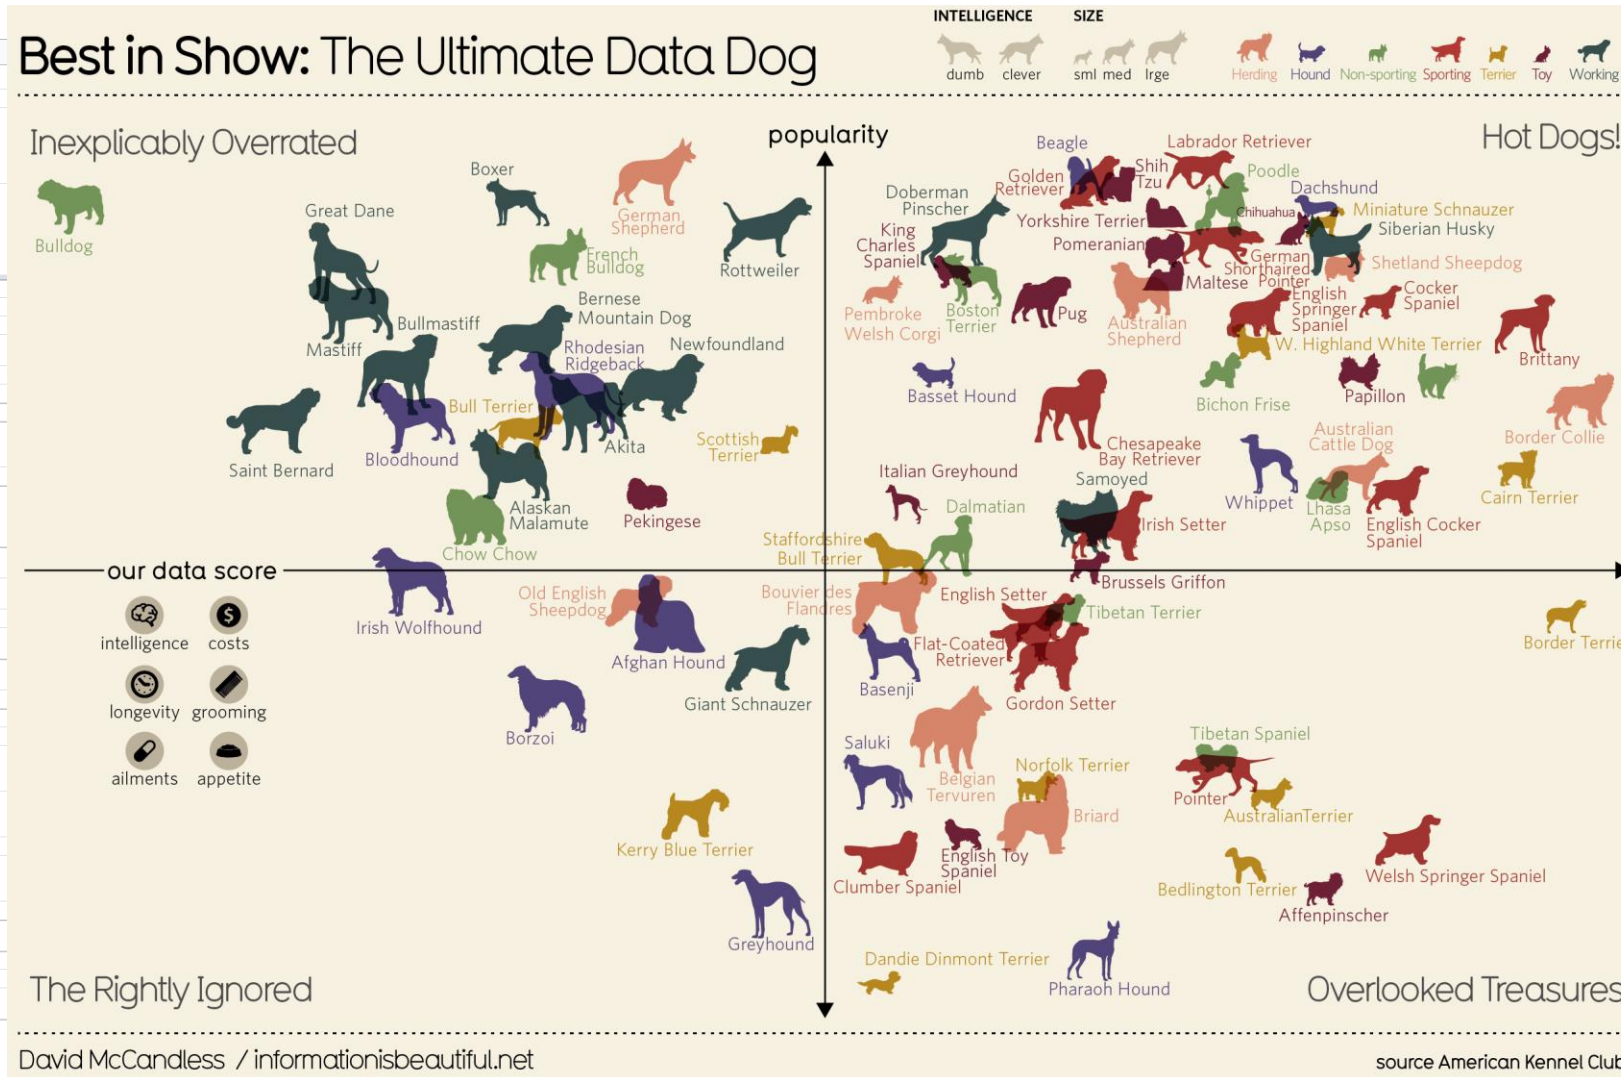 Best in Show: The Ultimate Data Dog
INTELLIGENCE
dumb clever
SIZE
sml med lrge
Herding Hound Non-sporting Sporting Terrier Toy Working
Inexplicably Overrated
popularity
Hot Dogs!
Bulldog
Great Dane
Boxer
German
Shepherd
French
Bulldog
Rottweiler
Bernese
Mountain Dog
Bullmastiff
Mastiff
Rhodesian
Ridgeback
Newfoundland
Bull Terrier
Akita
Scottish
Terrier
Saint Bernard
Bloodhound
Alaskan
Malamute
Pekingese
Chow Chow
Beagle
Golden
Retriever
Shih
Tzu
Labrador Retriever
Poodle
Dachshund
Doberman
Pinscher
Yorkshire Terrier
Chihuahua
Miniature Schnauzer
Siberian Husky
King
Charles
Spaniel
Pomeranian
German
Shorthaired
Pointer
Shetland Sheepdog
Maltese
Pembroke
Welsh Corgi
Boston
Terrier
Pug
Australian
Shepherd
English
Springer
Spaniel
Cocker
Spaniel
W. Highland White Terrier
Brittany
Basset Hound
Bichon Frise
Papillon
Chesapeake
Bay Retriever
Australian
Cattle Dog
Border Collie
Italian Greyhound
Samoyed
Whippet
Lhasa
Apso
English Cocker
Spaniel
Cairn Terrier
Dalmatian
Irish Setter
Staffordshire
Bull Terrier
our data score
intelligence costs
longevity grooming
ailments appetite
Irish Wolfhound
Old English
Sheepdog
Afghan Hound
Giant Schnauzer
Borzoi
Kerry Blue Terrier
Greyhound
Brussels Griffon
Bouvier des
Flandres
English Setter
Tibetan Terrier
Border Terrie
Flat-Coated
Retriever
Basenji
Gordon Setter
Saluki
Belgian
Tervuren
Norfolk Terrier
Briard
Tibetan Spaniel
Pointer
AustralianTerrier
Clumber Spaniel
English Toy
Spaniel
Bedlington Terrier
Welsh Springer Spaniel
Affenpinscher
Dandie Dinmont Terrier
Pharaoh Hound
The Rightly Ignored
Overlooked Treasures
David McCandless / informationisbeautiful.net
source American Kennel Club